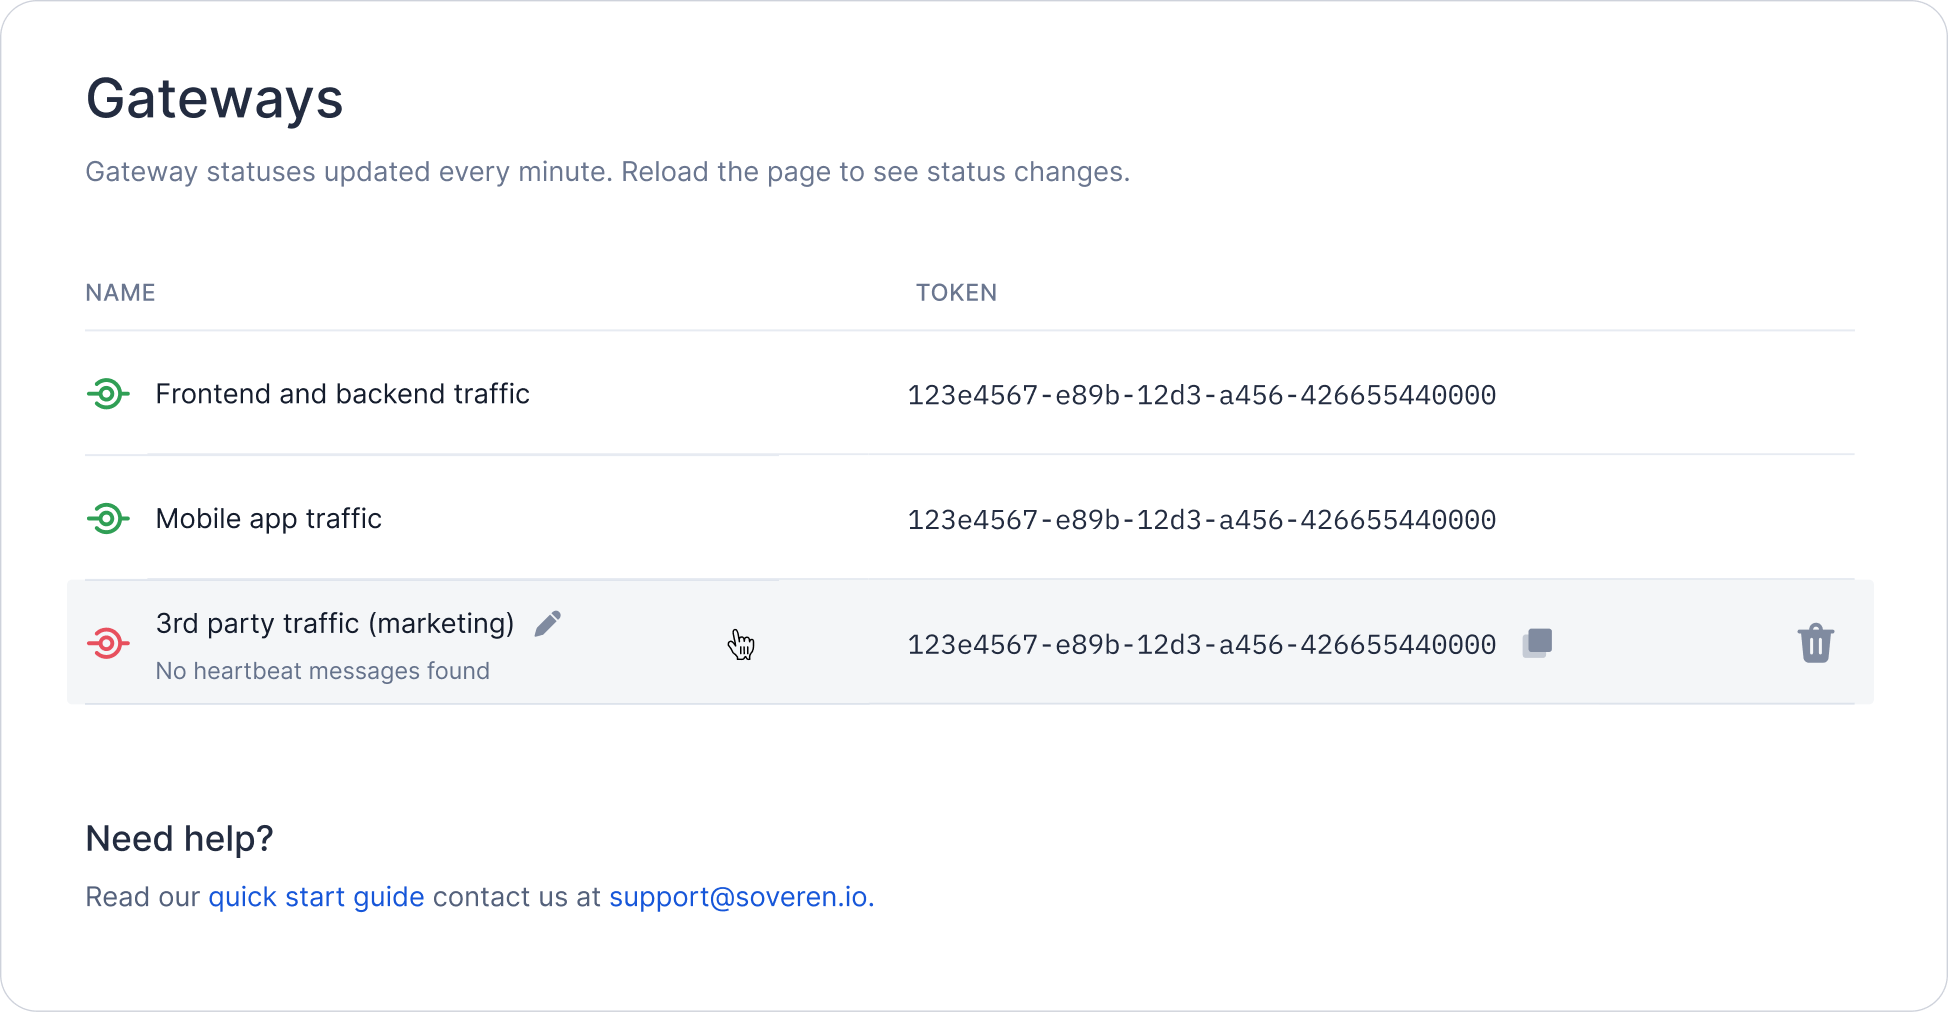 Gateways
Gateway statuses updated every minute. Reload the page to see status changes.
NAME TOKEN
Frontend and backend traffic 123e4567-e89b-12d3-a456-426655440000
Mobile app traffic 123e4567-e89b-12d3-a456-426655440000
3rd party traffic (marketing) 123e4567-e89b-12d3-a456-426655440000
No heartbeat messages found
Need help?
Read our quick start guide contact us at support@soveren.io.